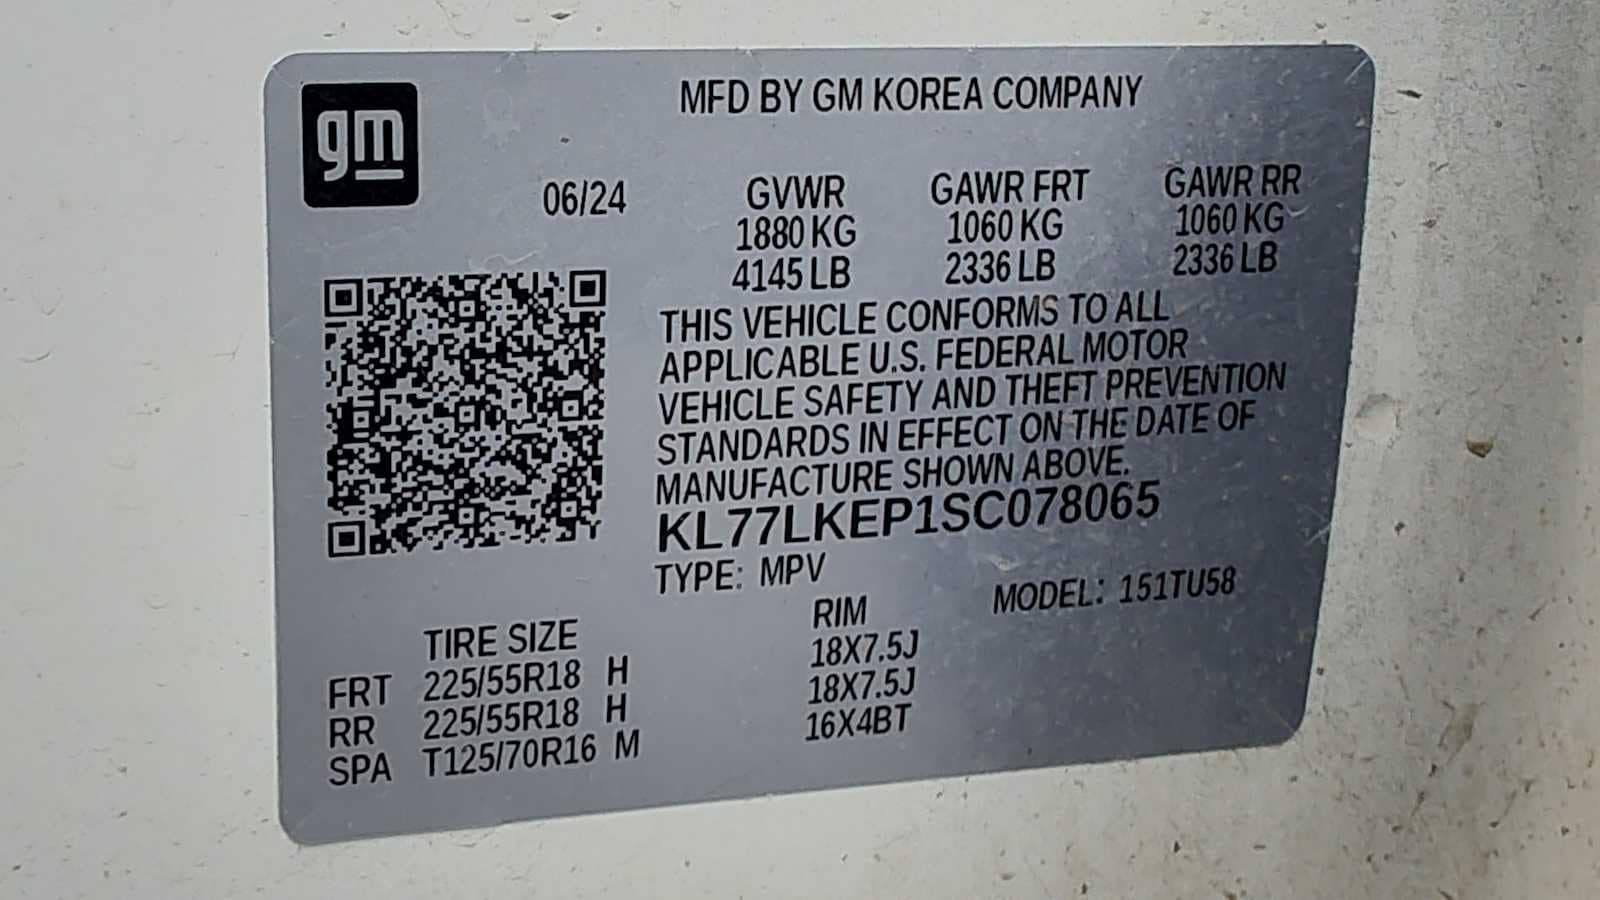 gm
MFD BY GM KOREA COMPANY
06/24 GVWR GAWR FRT GAWR RR
1880 KG 1060 KG 1060 KG
4145 LB 2336 LB 2336 LB
THIS VEHICLE CONFORMS TO ALL
APPLICABLE U.S. FEDERAL MOTOR
VEHICLE SAFETY AND THEFT PREVENTION
STANDARDS IN EFFECT ON THE DATE OF
MANUFACTURE SHOWN ABOVE.
KL77LKEP1SC078065
TYPE: MPV MODEL: 151TU58
TIRE SIZE RIM
FRT 225/55R18 H 18X7.5J
RR 225/55R18 H 18X7.5J
SPA T125/70R16 M 16X4BT